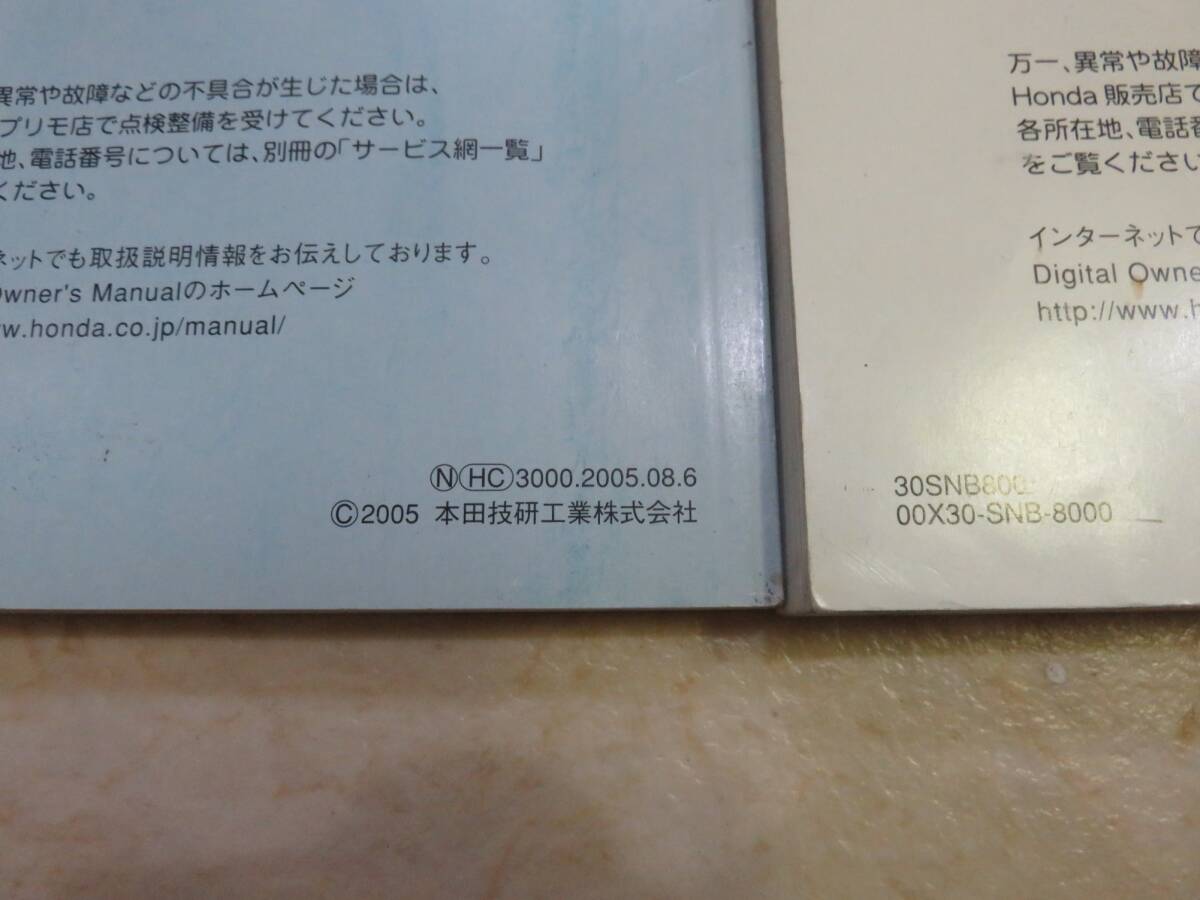 異常や故障などの不具合が生じた場合は、
プリモ店で点検整備を受けてください。
地、電話番号については、別冊の「サービス網一覧」
ください。
ネットでも取扱説明情報をお伝えしております。
Owner's Manualのホームページ
ww.honda.co.jp/manual/
ⓃHC3000.2005.08.6
©2005 本田技研工業株式会社
万一、異常や故障
Honda 販売店で
各所在地、電話番
をご覧ください
インターネットで
Digital Owne
http://www.h
30SNB800
00X30-SNB-8000